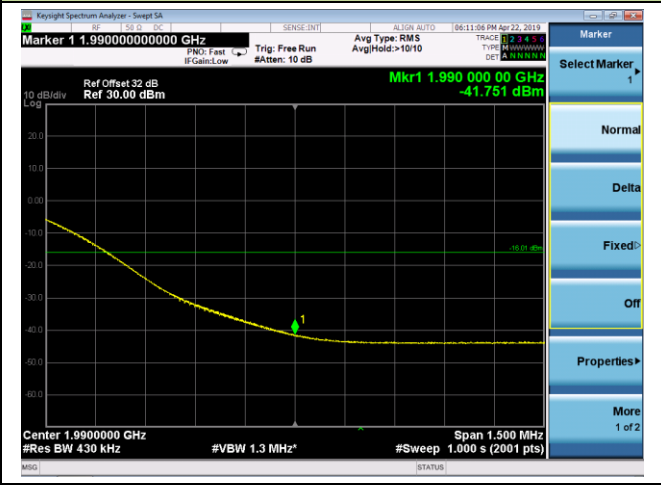 Keysight Spectrum Analyzer - Swept SA
RF 50 Ω DC SENSE:INT ALIGN AUTO 06:11:06 PM Apr 22, 2019
Marker 1 1.990000000000 GHz
PNO: Fast
IFGain:Low
Trig: Free Run
#Atten: 10 dB
Avg Type: RMS
Avg|Hold:>10/10
TRACE 1 2 3 4 5 6
TYPE M WWWWW
DET A N N N N N
Marker
Select Marker
1
Normal
Delta
Fixed
Off
Properties
More
1 of 2
Mkr1 1.990 000 00 GHz
-41.751 dBm
Ref Offset 32 dB
10 dB/div Ref 30.00 dBm
Log
20.0
10.0
0.00
-10.0
-16.01 dBm
-20.0
-30.0
1
-40.0
-50.0
-60.0
Center 1.9900000 GHz Span 1.500 MHz
#Res BW 430 kHz #VBW 1.3 MHz* #Sweep 1.000 s (2001 pts)
MSG STATUS